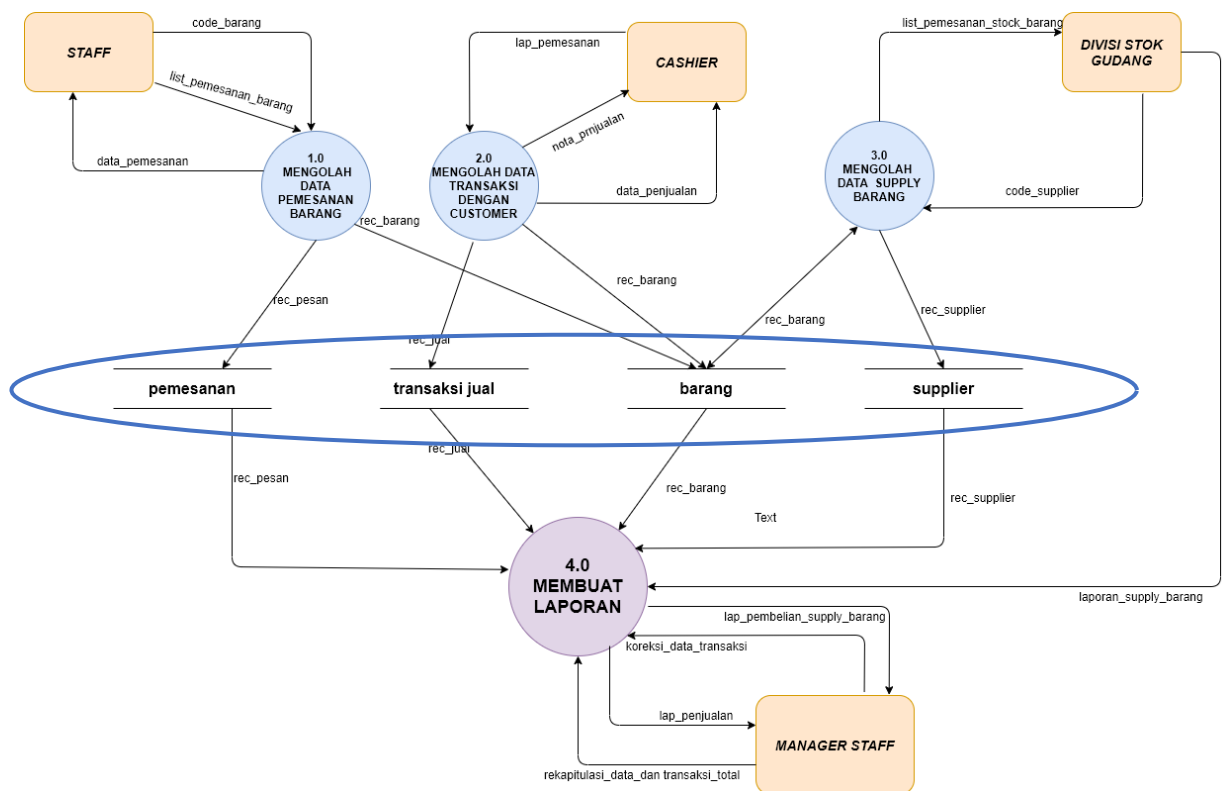 code_barang
STAFF
list_pemesanan_barang
data_pemesanan
1.0
MENGOLAH
DATA
PEMESANAN
BARANG
lap_pemesanan
CASHIER
nota_prnjualan
2.0
MENGOLAH DATA
TRANSAKSI
DENGAN
CUSTOMER
data_penjualan
list_pemesanan_stock_barang
DIVISI STOK
GUDANG
3.0
MENGOLAH
DATA SUPPLY
BARANG
code_supplier
rec_barang
rec_pesan
rec_jual
rec_barang
rec_barang
rec_supplier
pemesanan
transaksi jual
barang
supplier
rec_pesan
rec_jual
rec_barang
rec_supplier
Text
4.0
MEMBUAT
LAPORAN
laporan_supply_barang
lap_pembelian_supply_barang
koreksi_data_transaksi
lap_penjualan
MANAGER STAFF
rekapitulasi_data_dan transaksi_total